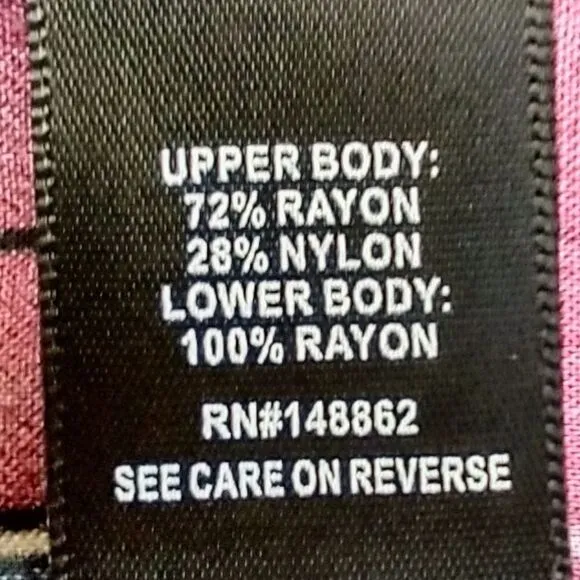 UPPER BODY:
72% RAYON
28% NYLON
LOWER BODY:
100% RAYON
RN#148862
SEE CARE ON REVERSE